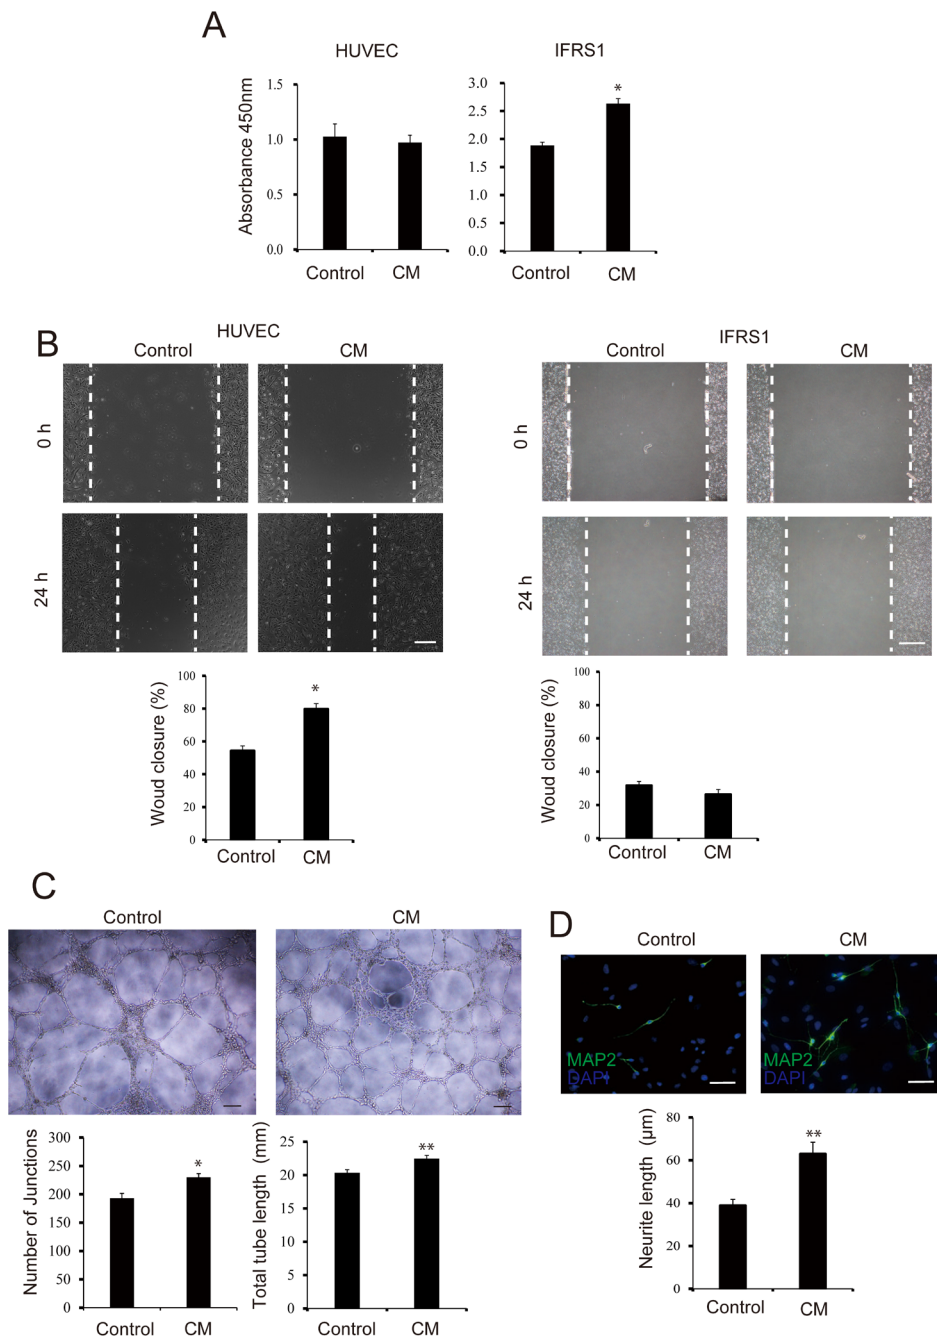 A
HUVEC
IFRS1
Absorbance 450nm
1.5
1.0
0.5
0.0
Control
CM
3.0
2.5
2.0
1.5
1.0
0.5
0.0
*
Control
CM
B
HUVEC
IFRS1
Control
CM
Control
CM
0 h
0 h
24 h
24 h
Woud closure (%)
100
80
60
40
20
0
*
Control
CM
Woud closure (%)
100
80
60
40
20
0
Control
CM
C
Control
CM
Number of Junctions
300
250
200
150
100
50
0
*
Control
CM
Total tube length (mm)
25
20
15
10
5
0
**
Control
CM
D
Control
CM
MAP2
DAPI
MAP2
DAPI
Neurite length (μm)
80
60
40
20
0
**
Control
CM